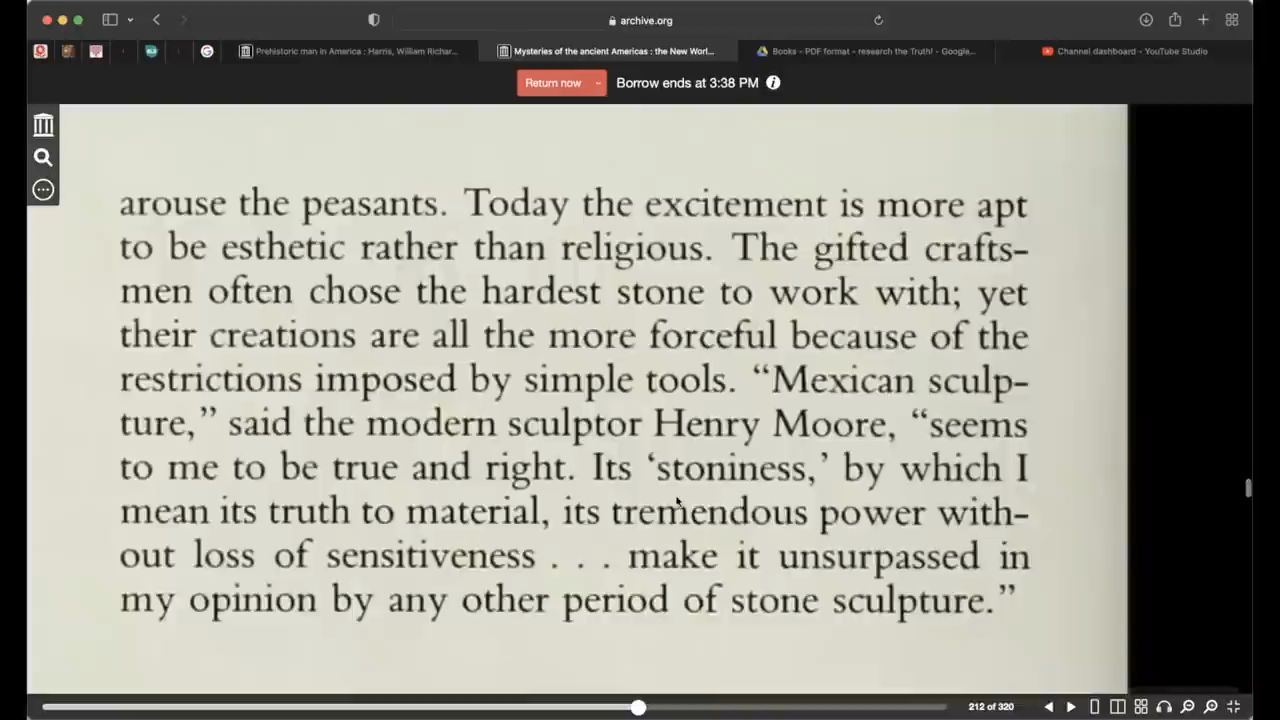 archive.org
Prehistoric man in America : Harris, William Richar...
Mysteries of the ancient Americas : the New Worl...
Books - PDF format - research the Truth! - Google...
Channel dashboard - YouTube Studio
Return now
Borrow ends at 3:38 PM
arouse the peasants. Today the excitement is more apt
to be esthetic rather than religious. The gifted crafts-
men often chose the hardest stone to work with; yet
their creations are all the more forceful because of the
restrictions imposed by simple tools. “Mexican sculp-
ture,” said the modern sculptor Henry Moore, “seems
to me to be true and right. Its ‘stoniness,’ by which I
mean its truth to material, its tremendous power with-
out loss of sensitiveness . . . make it unsurpassed in
my opinion by any other period of stone sculpture.”
212 of 320